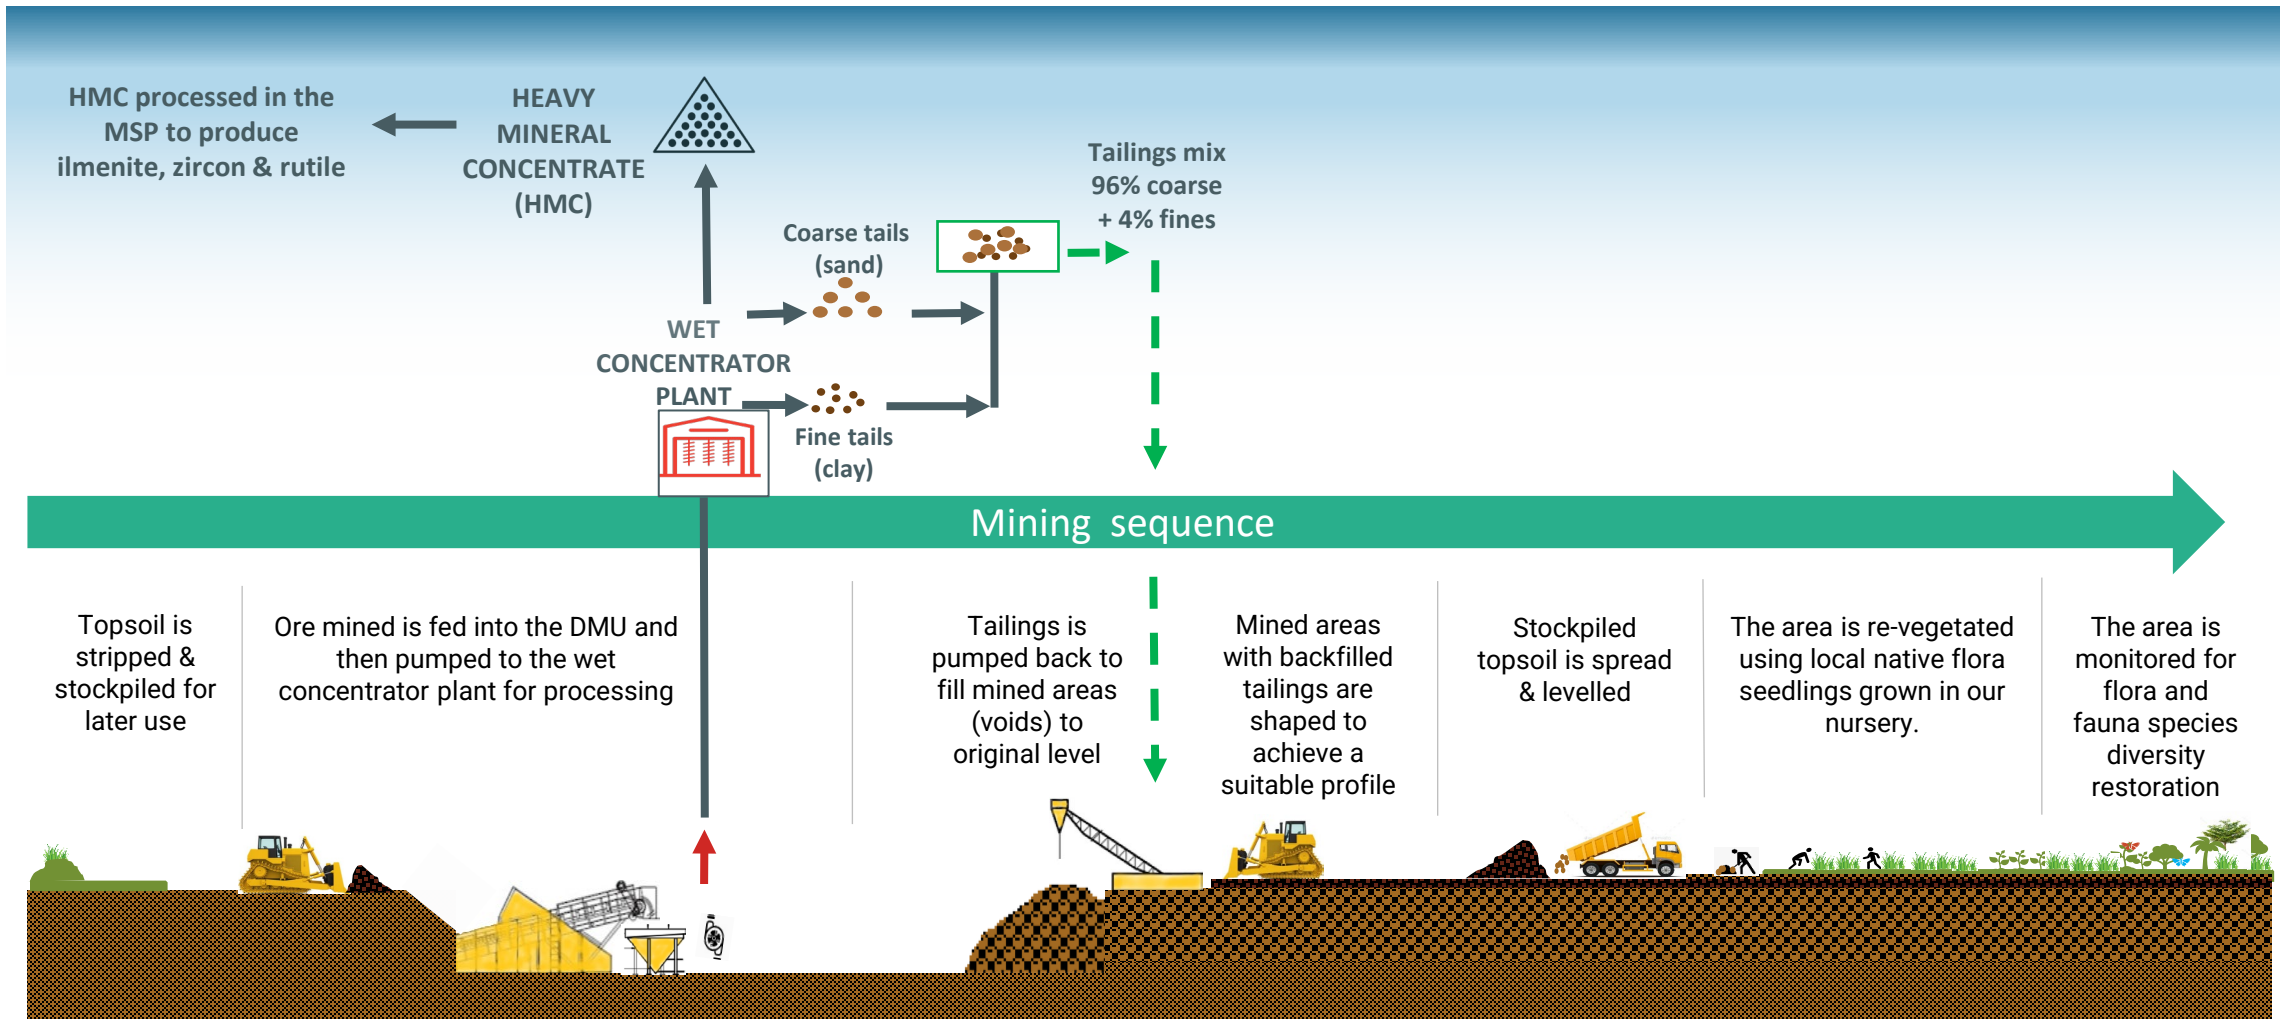 HMC processed in the
MSP to produce
ilmenite, zircon & rutile
HEAVY
MINERAL
CONCENTRATE
(HMC)
Tailings mix
96% coarse
+ 4% fines
Coarse tails
(sand)
WET
CONCENTRATOR
PLANT
Fine tails
(clay)
Mining sequence
Topsoil is
stripped &
stockpiled for
later use
Ore mined is fed into the DMU and
then pumped to the wet
concentrator plant for processing
Tailings is
pumped back to
fill mined areas
(voids) to
original level
Mined areas
with backfilled
tailings are
shaped to
achieve a
suitable profile
Stockpiled
topsoil is spread
& levelled
The area is re-vegetated
using local native flora
seedlings grown in our
nursery.
The area is
monitored for
flora and
fauna species
diversity
restoration